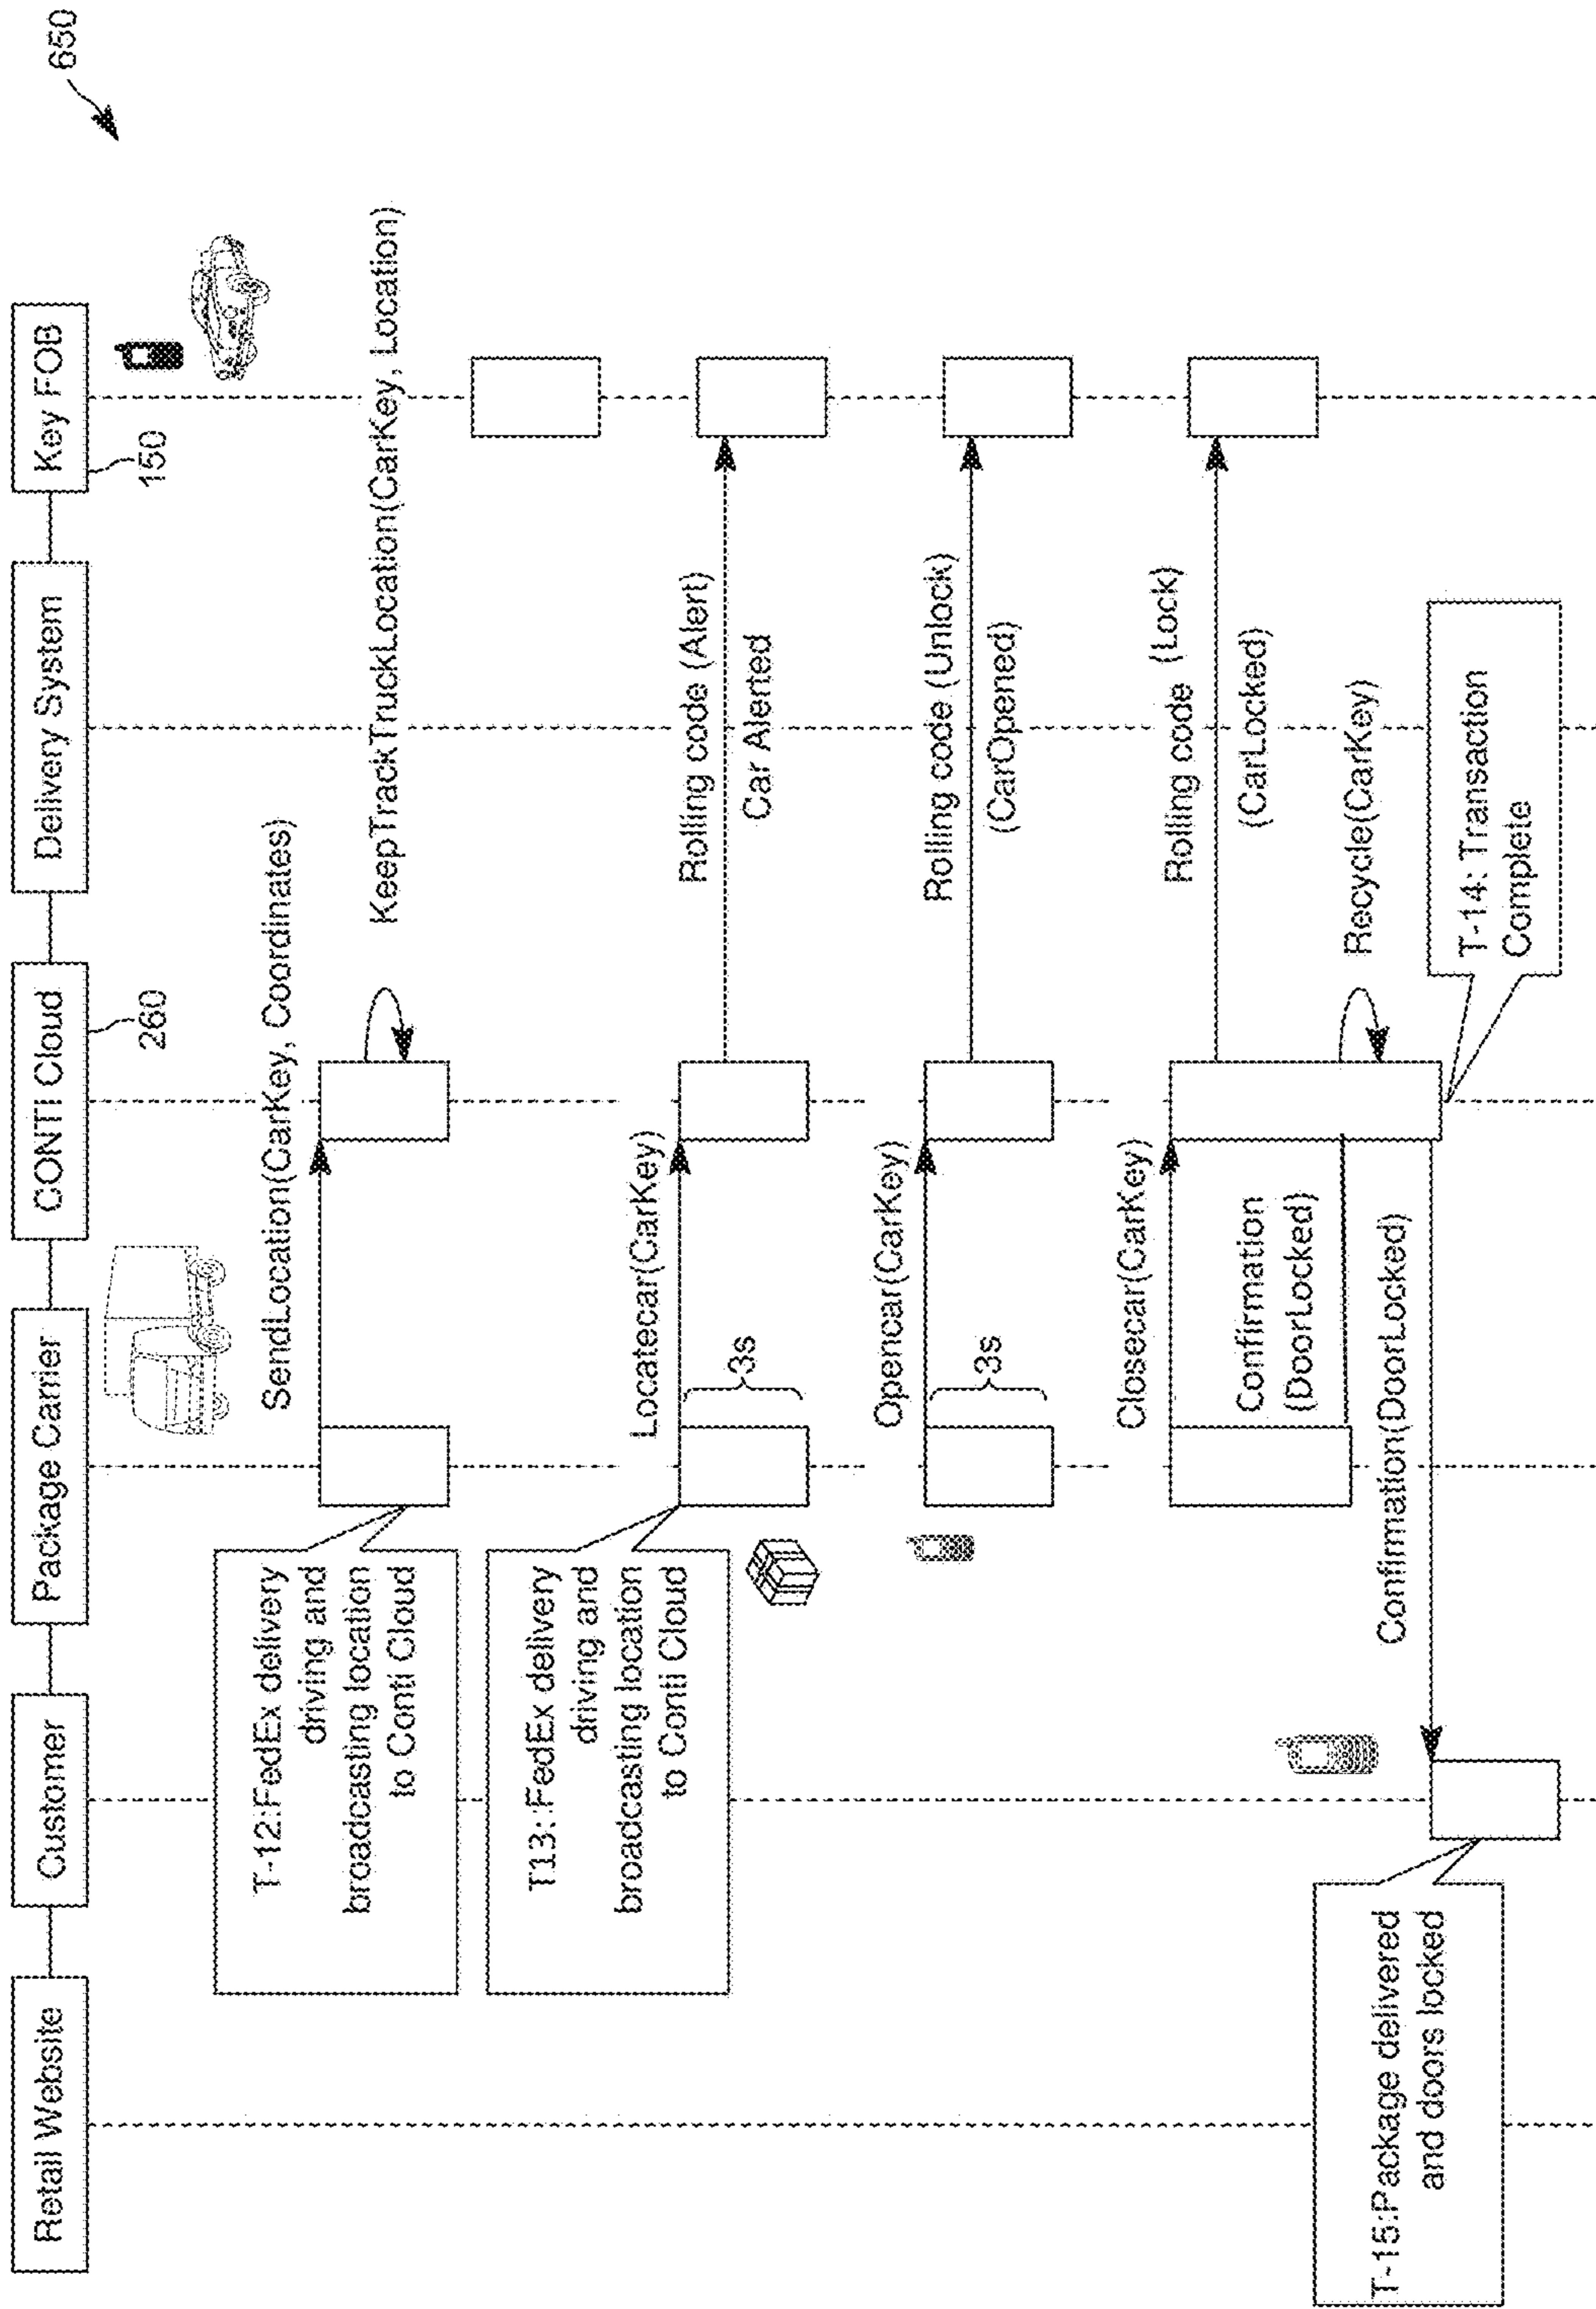 650
Retail Website
Customer
Package Carrier
CONTI Cloud
Delivery System
Key FOB
260
150
SendLocation(CarKey, Coordinates)
KeepTrackTruckLocation(CarKey, Location)
T-12::FedEx delivery
driving and
broadcasting location
to Conti Cloud
T13::FedEx delivery
driving and
broadcasting location
to Conti Cloud
Locatecar(CarKey)
3s
Rolling code (Alert)
Car Alerted
Opencar(CarKey)
3s
Rolling code (Unlock)
(CarOpened)
Closecar(CarKey)
Rolling code (Lock)
(CarLocked)
Confirmation
(DoorLocked)
Recycle(CarKey)
Confirmation(DoorLocked)
T-14: Transaction
Complete
T-15:Package delivered
and doors locked